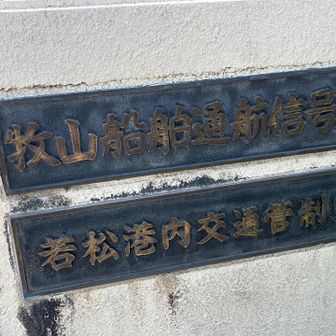 牧山船舶通航信号
若松港内交通管制